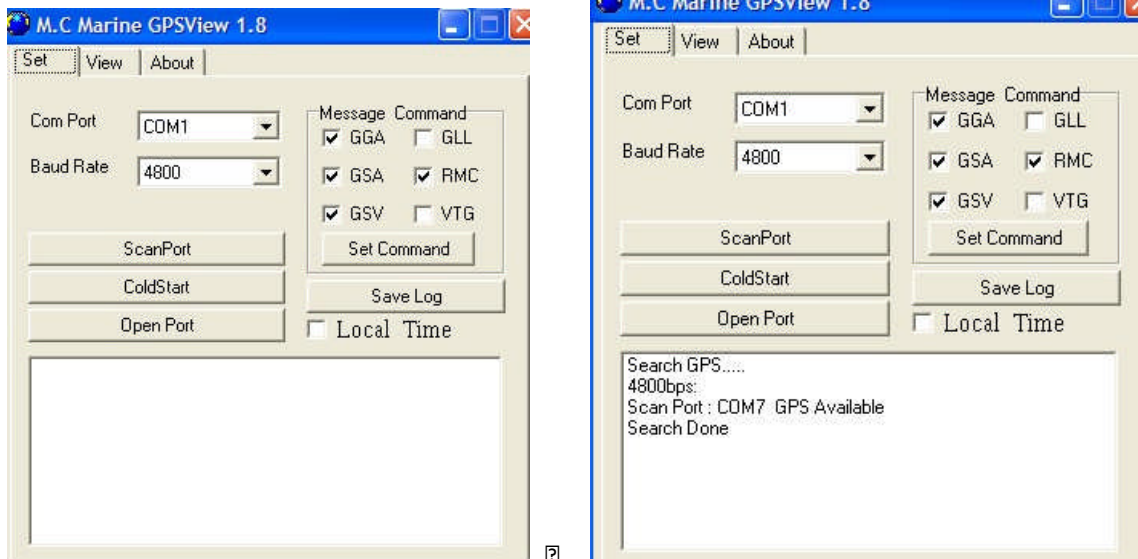 M.C Marine GPSView 1.8
Set View About
Com Port COM1
Baud Rate 4800
Message Command
GGA GLL
GSA RMC
GSV VTG
Set Command
ScanPort
ColdStart
Open Port
Save Log
Local Time
?
M.C Marine GPSView 1.8
Set View About
Com Port COM1
Baud Rate 4800
Message Command
GGA GLL
GSA RMC
GSV VTG
Set Command
ScanPort
ColdStart
Open Port
Save Log
Local Time
Search GPS.....
4800bps:
Scan Port : COM7 GPS Available
Search Done